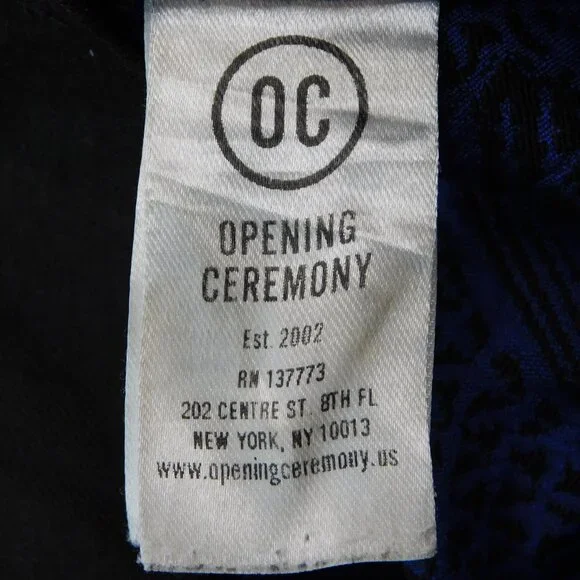 OC
OPENING
CEREMONY
Est. 2002
RN 137773
202 CENTRE ST. 8TH FL
NEW YORK, NY 10013
www.openingceremony.us